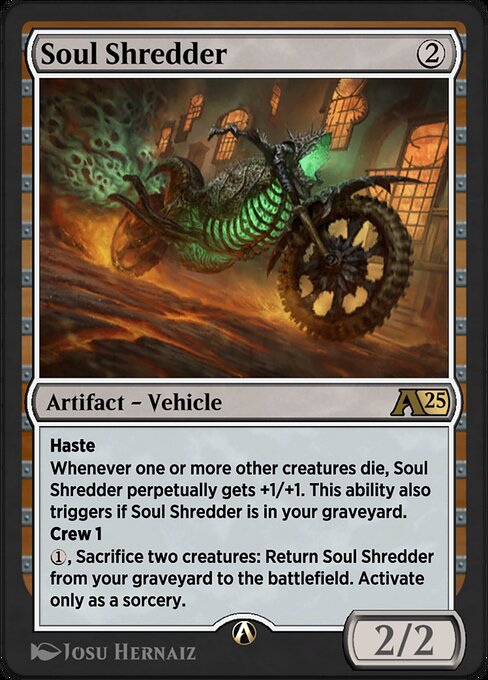 Soul Shredder 2
Artifact – Vehicle A25
Haste
Whenever one or more other creatures die, Soul
Shredder perpetually gets +1/+1. This ability also
triggers if Soul Shredder is in your graveyard.
Crew 1
1, Sacrifice two creatures: Return Soul Shredder
from your graveyard to the battlefield. Activate
only as a sorcery.
2/2
Josu Hernaiz